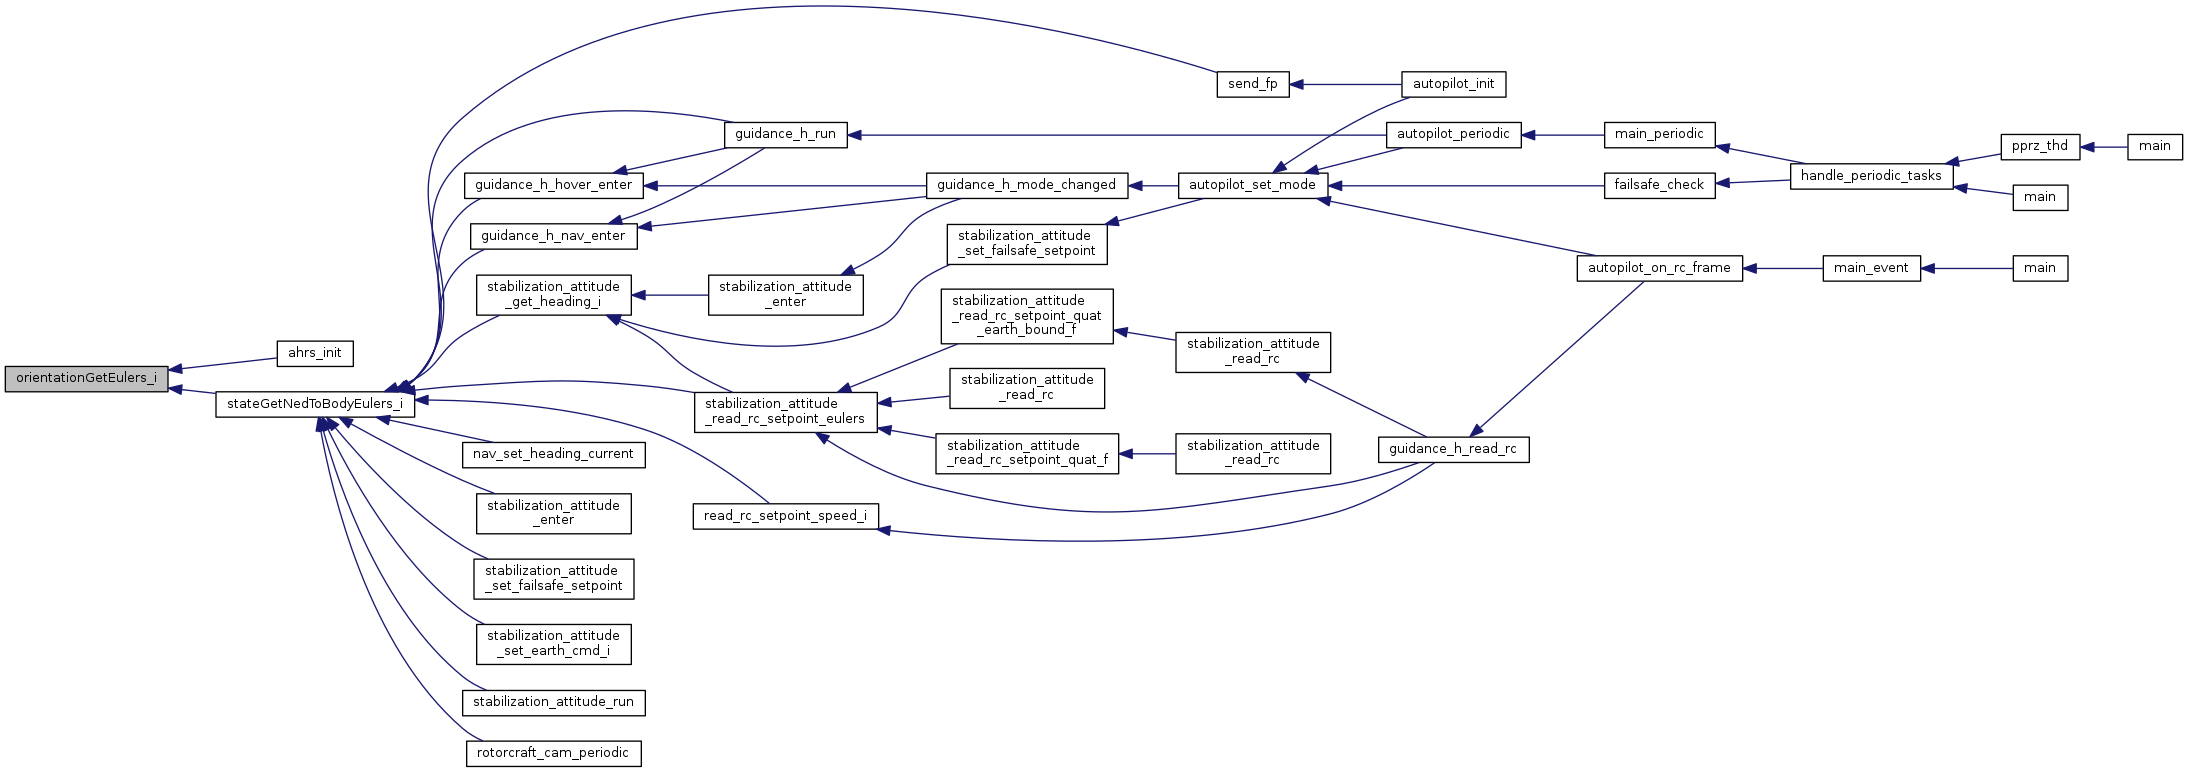 send_fp
autopilot_init
guidance_h_run
autopilot_periodic
main_periodic
pprz_thd
main
guidance_h_hover_enter
guidance_h_mode_changed
autopilot_set_mode
failsafe_check
handle_periodic_tasks
main
guidance_h_nav_enter
stabilization_attitude
_set_failsafe_setpoint
autopilot_on_rc_frame
main_event
main
stabilization_attitude
_get_heading_i
stabilization_attitude
_enter
stabilization_attitude
_read_rc_setpoint_quat
_earth_bound_f
stabilization_attitude
_read_rc
ahrs_init
orientationGetEulers_i
stateGetNedToBodyEulers_i
stabilization_attitude
_read_rc_setpoint_eulers
stabilization_attitude
_read_rc
stabilization_attitude
_read_rc_setpoint_quat_f
stabilization_attitude
_read_rc
guidance_h_read_rc
nav_set_heading_current
stabilization_attitude
_enter
read_rc_setpoint_speed_i
stabilization_attitude
_set_failsafe_setpoint
stabilization_attitude
_set_earth_cmd_i
stabilization_attitude_run
rotorcraft_cam_periodic